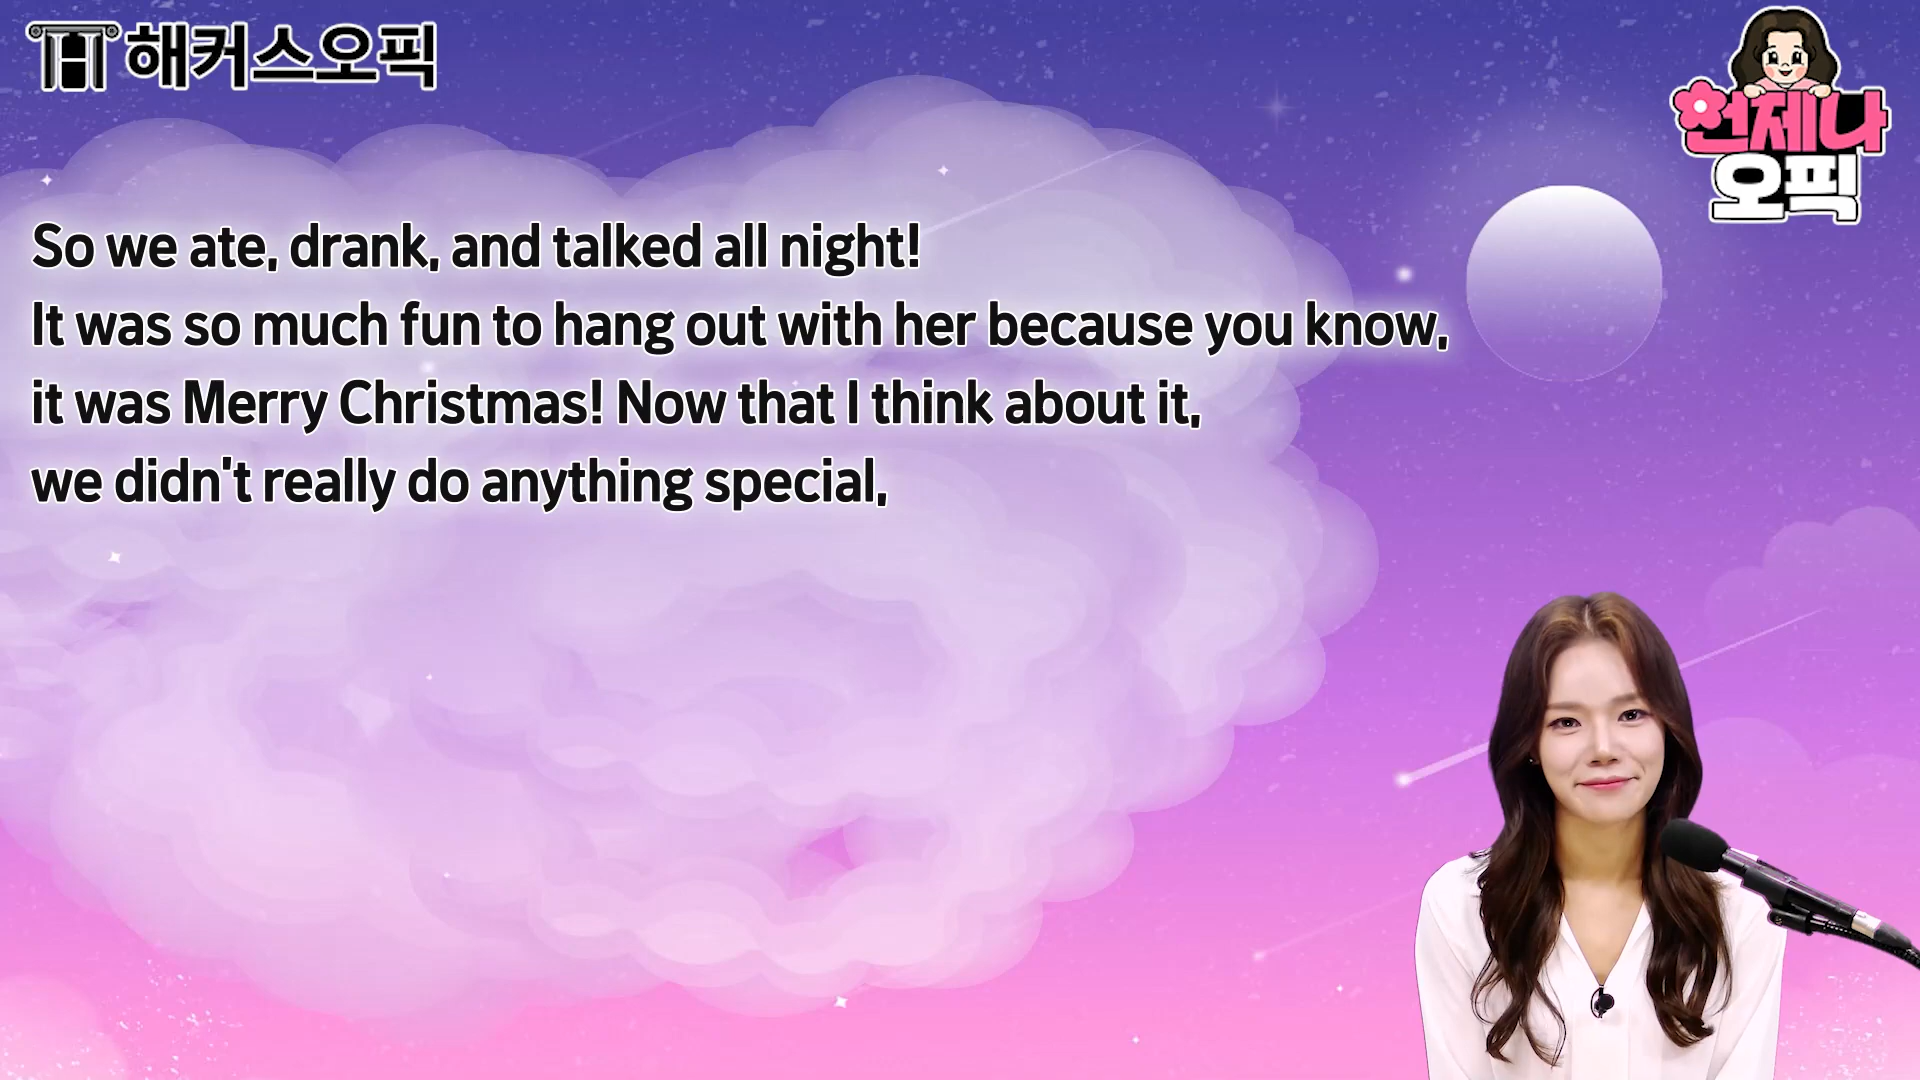 해커스오픽
언제나
오픽
So we ate, drank, and talked all night!
It was so much fun to hang out with her because you know,
it was Merry Christmas! Now that I think about it,
we didn't really do anything special,